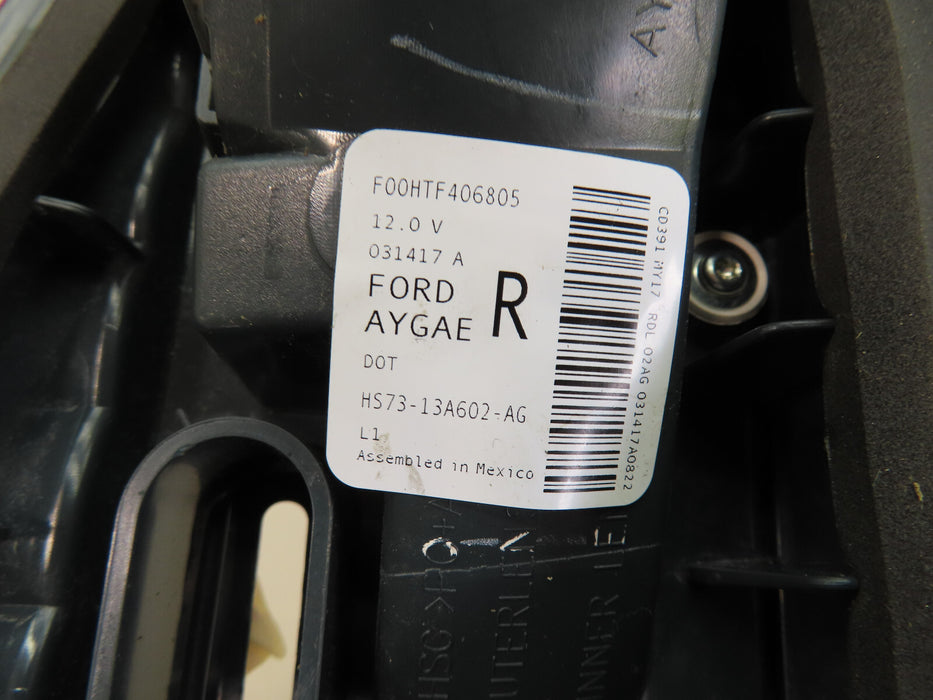 AY
F00HTF406805
12.0 V
031417 A
FORD
AYGAE
R
DOT
HS73-13A602-AG
L1
Assembled in Mexico
CD391 MY17 RDL 02AG 031417A0822